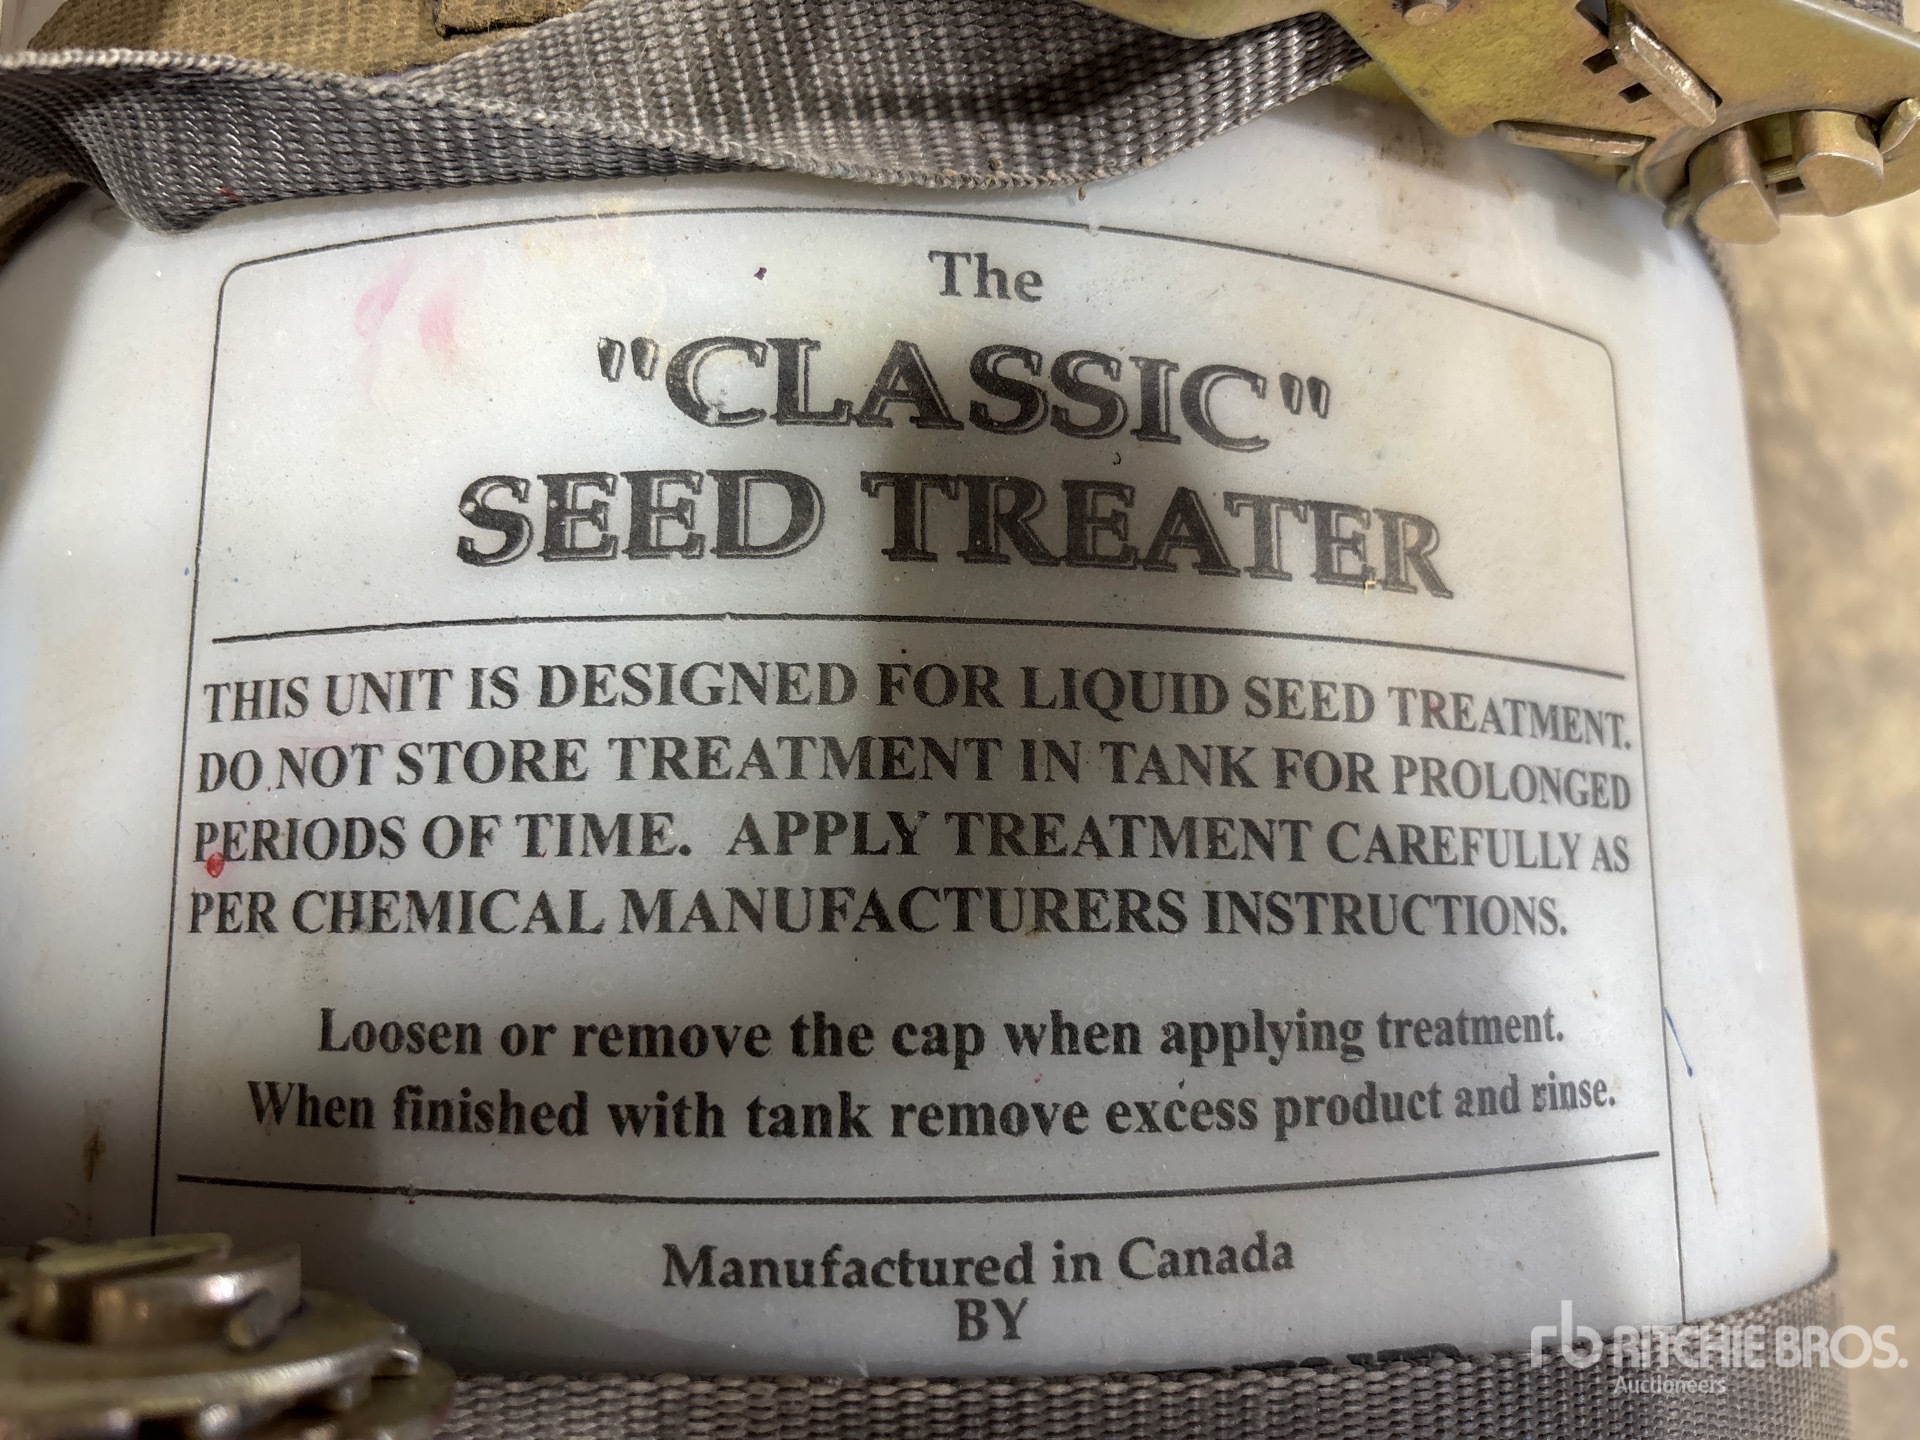 The
"CLASSIC"
SEED TREATER
THIS UNIT IS DESIGNED FOR LIQUID SEED TREATMENT.
DO NOT STORE TREATMENT IN TANK FOR PROLONGED
PERIODS OF TIME. APPLY TREATMENT CAREFULLY AS
PER CHEMICAL MANUFACTURERS INSTRUCTIONS.
Loosen or remove the cap when applying treatment.
When finished with tank remove excess product and rinse.
Manufactured in Canada
BY
rb RITCHIE BROS.
Auctioneers